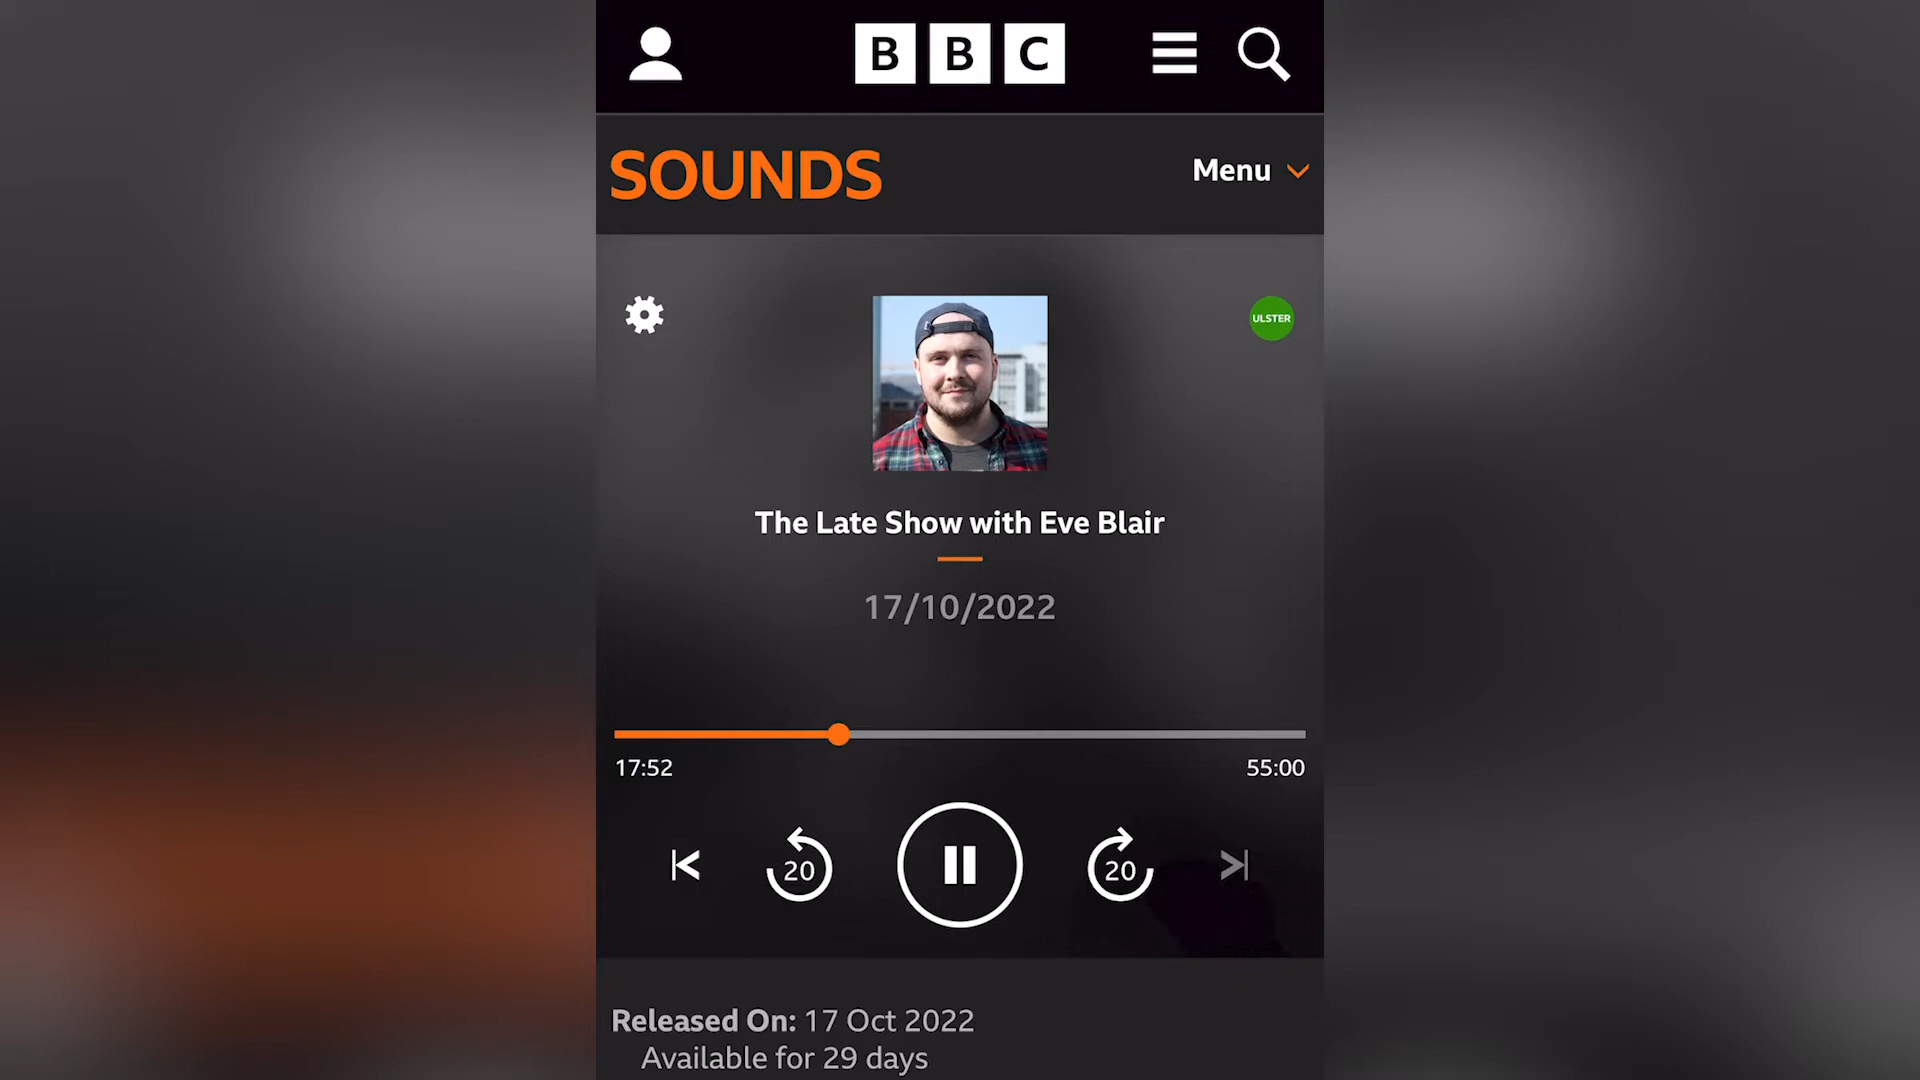 BBC
SOUNDS
Menu
ULSTER
The Late Show with Eve Blair
17/10/2022
17:52
55:00
20
20
Released On: 17 Oct 2022
Available for 29 days